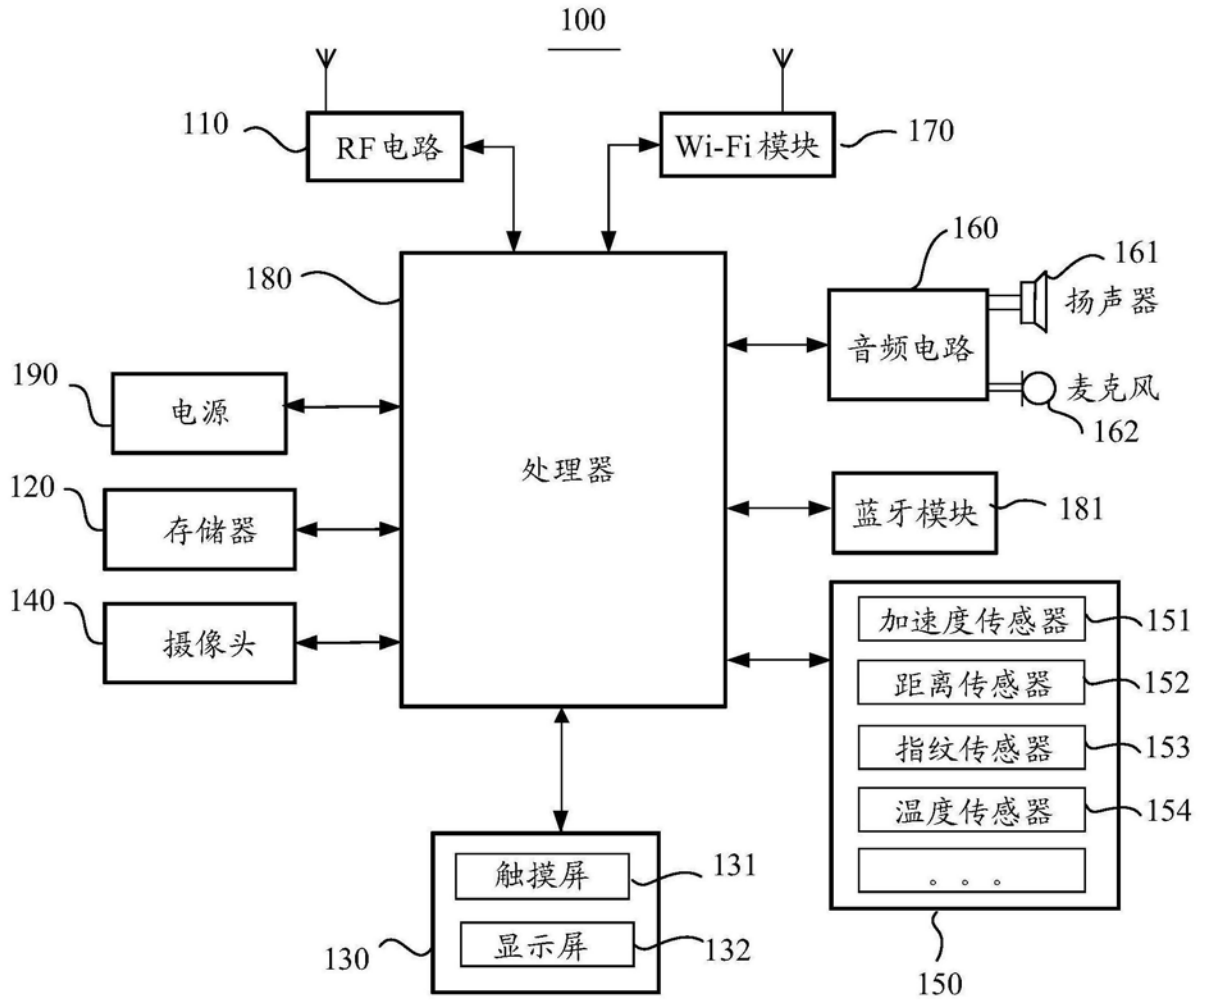 100
110
RF电路
Wi-Fi模块
170
180
160
161
扬声器
音频电路
麦克风
162
190
电源
处理器
120
存储器
蓝牙模块
181
140
摄像头
加速度传感器
151
距离传感器
152
指纹传感器
153
温度传感器
154
。。。
150
触摸屏
131
显示屏
132
130